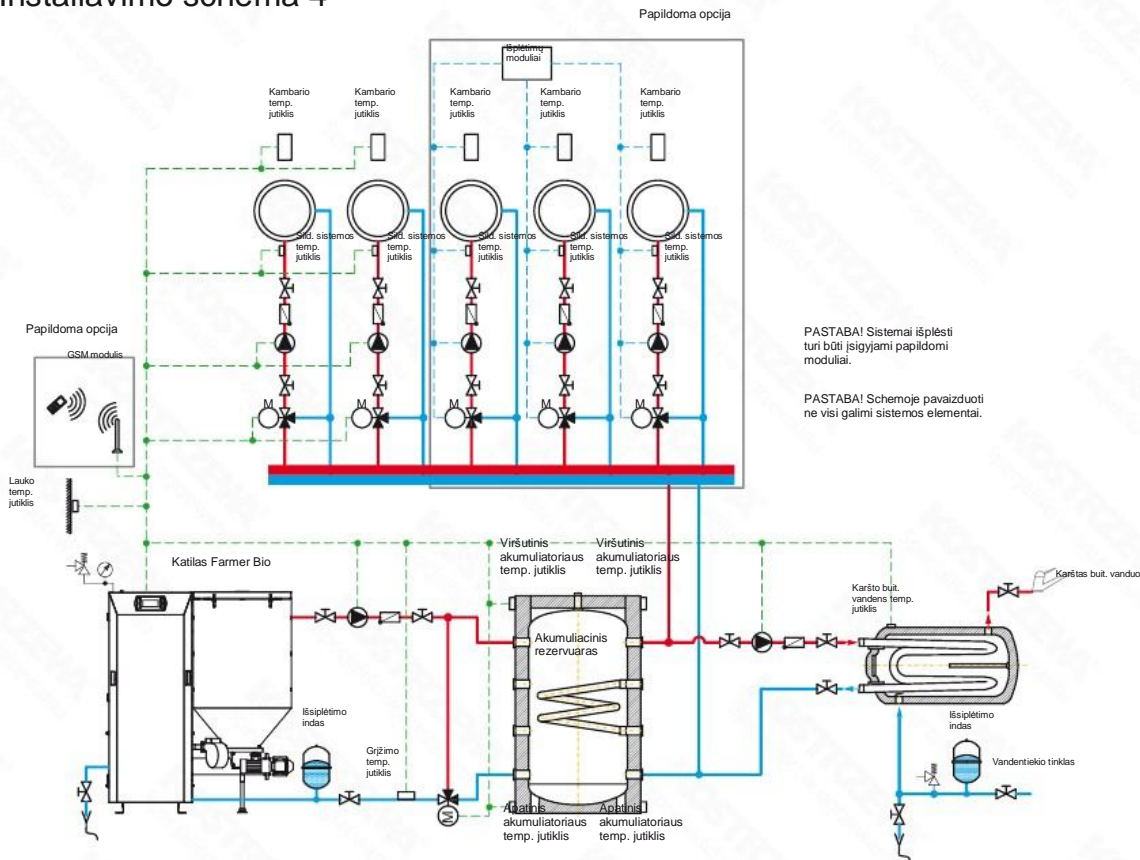 Instaliavimo schema 4
Papildoma opcija
Išplėtimų
moduliai
Kambario
temp.
jutiklis
Kambario
temp.
jutiklis
Kambario
temp.
jutiklis
Kambario
temp.
jutiklis
Kambario
temp.
jutiklis
Šild. sistemos
temp.
jutiklis
Šild. sistemos
temp.
jutiklis
Šild. sistemos
temp.
jutiklis
Šild. sistemos
temp.
jutiklis
Šild. sistemos
temp.
jutiklis
Papildoma opcija
GSM modulis
PASTABA! Sistemai išplėsti
turi būti įsigyjami papildomi
moduliai.
PASTABA! Schemoje pavaizduoti
ne visi galimi sistemos elementai.
M
M
M
M
M
Lauko
temp.
jutiklis
Katilas Farmer Bio
Viršutinis
akumuliatoriaus
temp. jutiklis
Viršutinis
akumuliatoriaus
temp. jutiklis
Karšto buit.
vandens temp.
jutiklis
Karštas buit. vanduo
Akumuliacinis
rezervuaras
Išsiplėtimo
indas
Grįžimo
temp.
jutiklis
Išsiplėtimo
indas
Vandentiekio tinklas
M
Apatinis
akumuliatoriaus
temp. jutiklis
Apatinis
akumuliatoriaus
temp. jutiklis
KOSTRZEWA